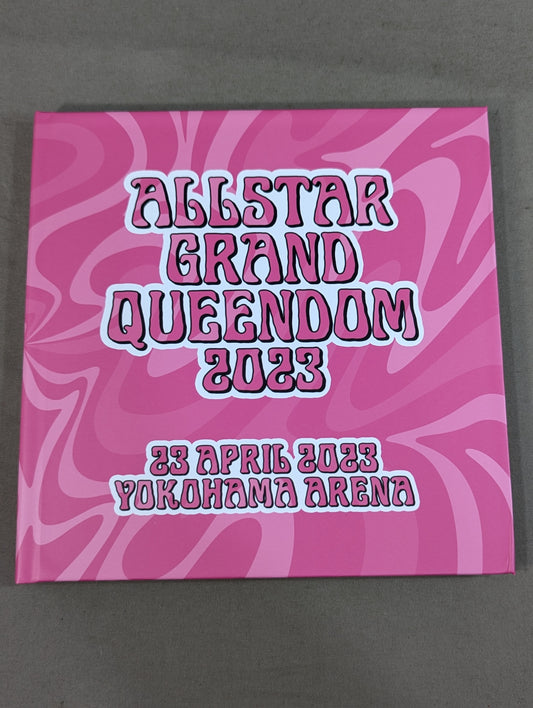 ALLSTAR
GRAND
QUEENDOM
2023
23 APRIL 2023
YOKOHAMA ARENA